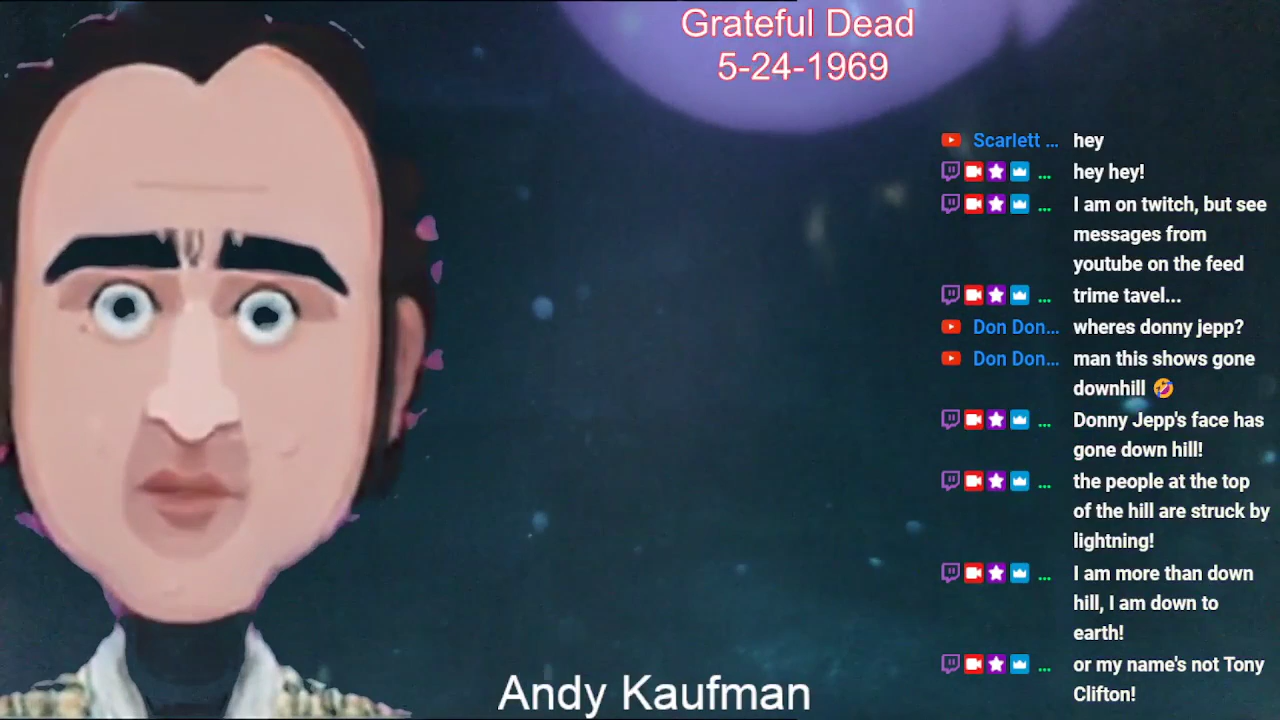 Grateful Dead
5-24-1969
Scarlett ... hey
... hey hey!
... I am on twitch, but see
messages from
youtube on the feed
... trime tavel...
Don Don... wheres donny jepp?
Don Don... man this shows gone
downhill 🤣
... Donny Jepp's face has
gone down hill!
... the people at the top
of the hill are struck by
lightning!
... I am more than down
hill, I am down to
earth!
... or my name's not Tony
Clifton!
Andy Kaufman